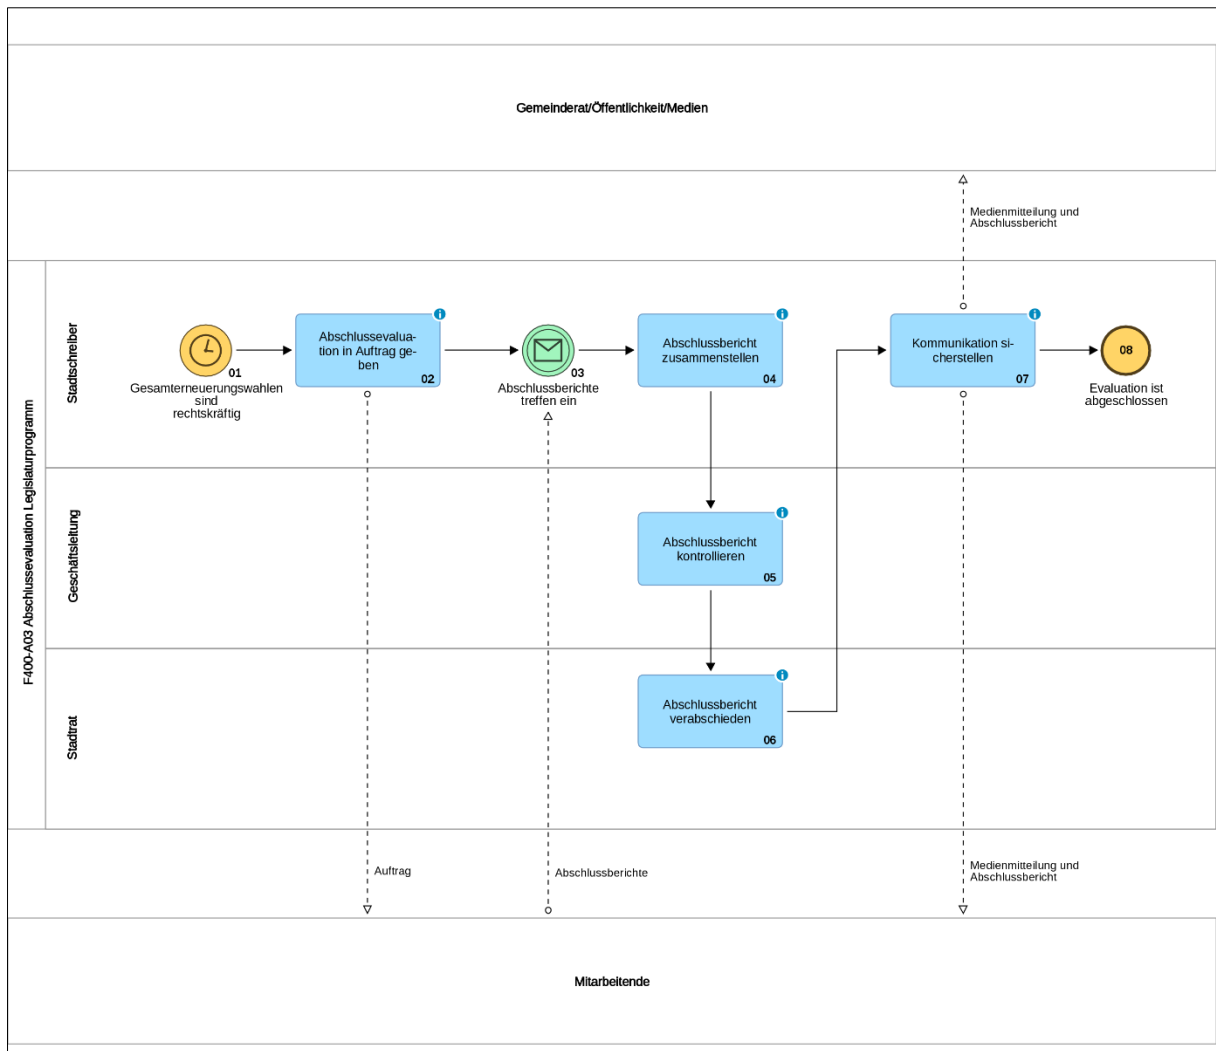 Gemeinderat/Öffentlichkeit/Medien
Medienmitteilung und
Abschlussbericht
F400-A03 Abschlussevaluation Legislaturprogramm
Stadtschreiber
01
Gesamterneuerungswahlen
sind
rechtskräftig
Abschlussevalua-
tion in Auftrag ge-
ben
02
03
Abschlussberichte
treffen ein
Abschlussbericht
zusammenstellen
04
Kommunikation si-
cherstellen
07
08
Evaluation ist
abgeschlossen
Geschäftsleitung
Abschlussbericht
kontrollieren
05
Stadtrat
Abschlussbericht
verabschieden
06
Auftrag
Abschlussberichte
Medienmitteilung und
Abschlussbericht
Mitarbeitende